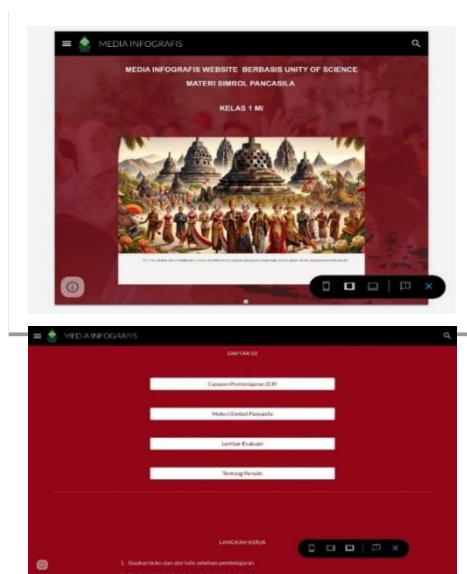 MEDIA INFOGRAFIS
MEDIA INFOGRAFIS WEBSITE BERBASIS UNITY OF SCIENCE
MATERI SIMBOL PANCASILA
KELAS 1 MI
MEDIA INFOGRAFIS
DAFTAR ISI
Capaian Pembelajaran (CP)
Materi Simbol Pancasila
Lembar Evaluasi
Tentang Penulis
LANGKAH KERJA
1. Siapkan buku dan alat tulis sebelum pembelajaran.